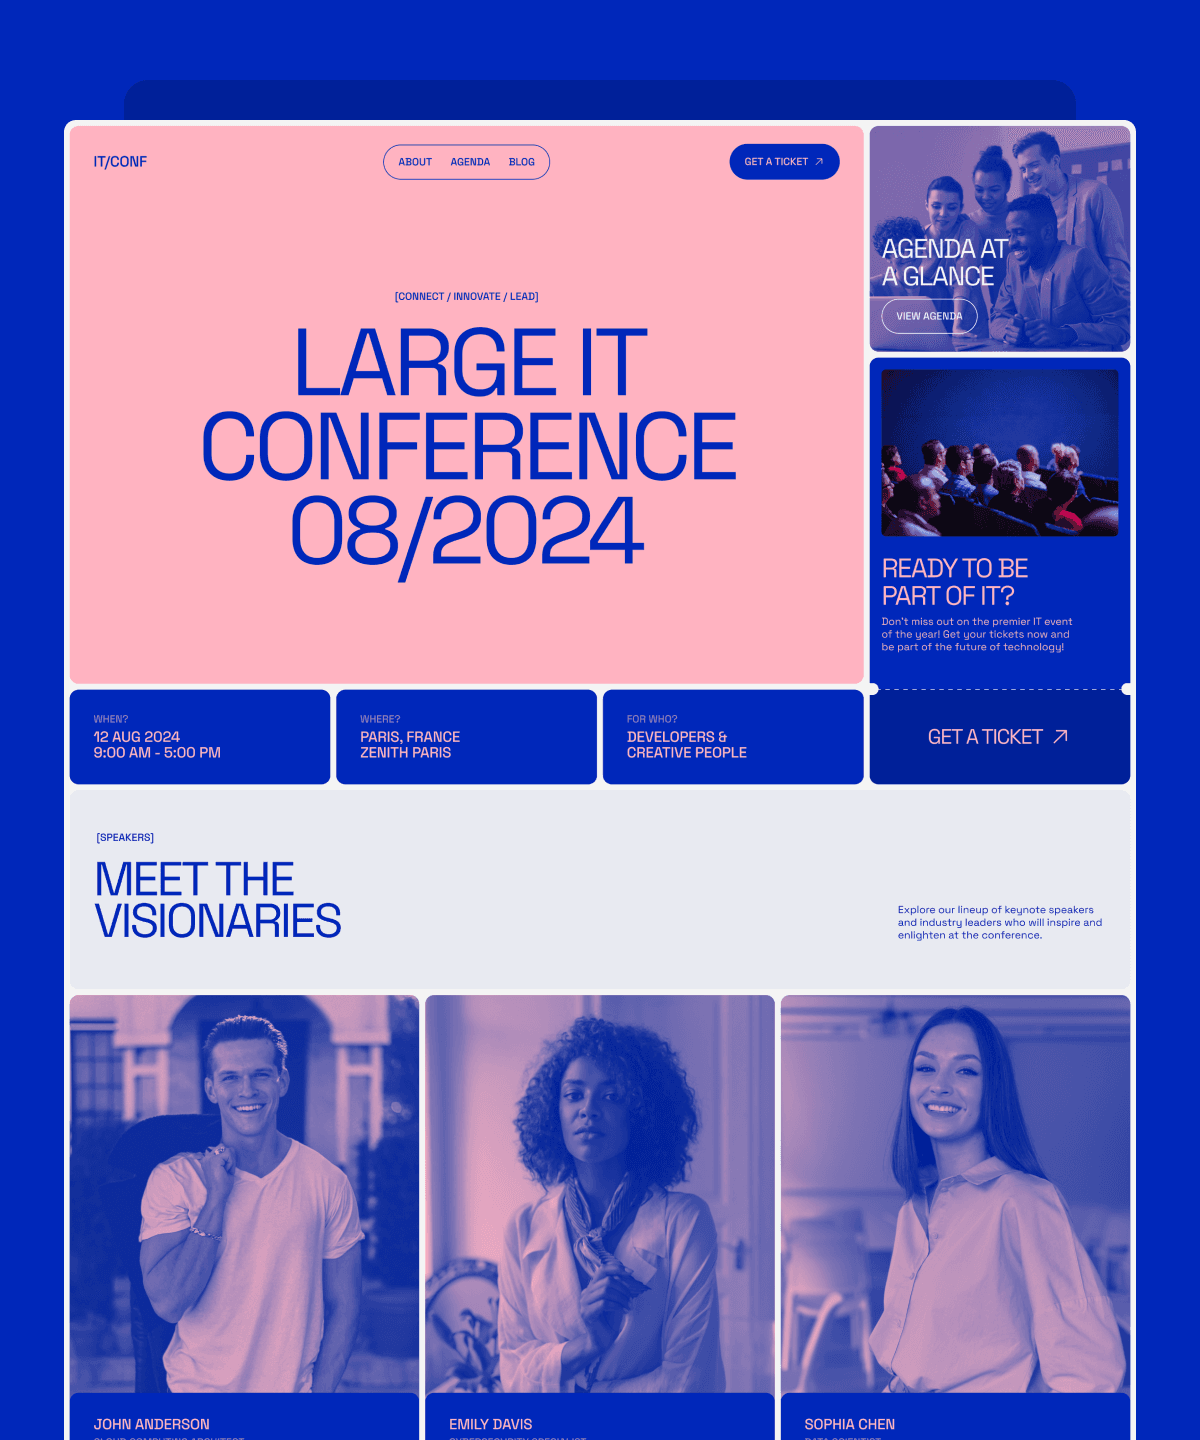 IT/CONF
ABOUT
AGENDA
BLOG
GET A TICKET
[CONNECT / INNOVATE / LEAD]
LARGE IT
CONFERENCE
08/2024
AGENDA AT
A GLANCE
VIEW AGENDA
READY TO BE
PART OF IT?
Don't miss out on the premier IT event
of the year! Get your tickets now and
be part of the future of technology!
GET A TICKET
WHEN?
12 AUG 2024
9:00 AM - 5:00 PM
WHERE?
PARIS, FRANCE
ZENITH PARIS
FOR WHO?
DEVELOPERS &
CREATIVE PEOPLE
[SPEAKERS]
MEET THE
VISIONARIES
Explore our lineup of keynote speakers
and industry leaders who will inspire and
enlighten at the conference.
JOHN ANDERSON
EMILY DAVIS
SOPHIA CHEN